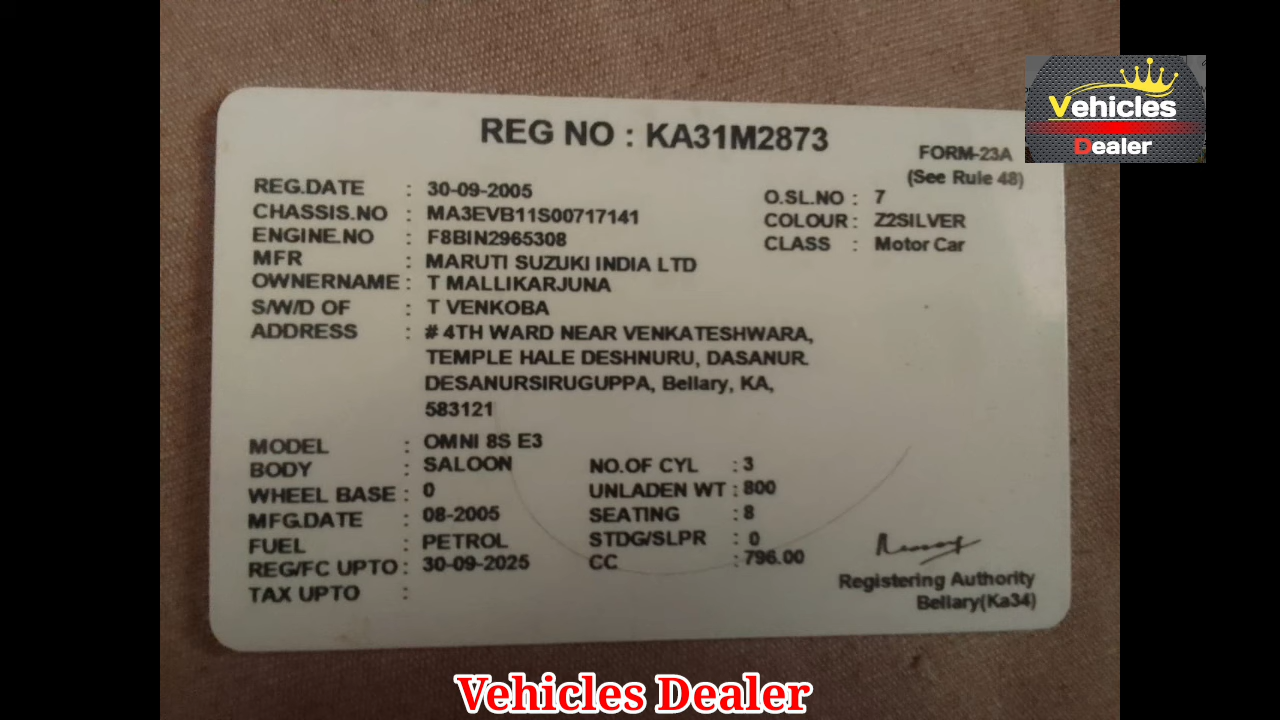 REG NO : KA31M2873
FORM-23A
(See Rule 48)
REG.DATE : 30-09-2005
O.SL.NO : 7
CHASSIS.NO : MA3EVB11S00717141
COLOUR : Z2SILVER
ENGINE.NO : F8BIN2965308
CLASS : Motor Car
MFR : MARUTI SUZUKI INDIA LTD
OWNERNAME : T MALLIKARJUNA
S/W/D OF : T VENKOBA
ADDRESS : # 4TH WARD NEAR VENKATESHWARA,
TEMPLE HALE DESHNURU, DASANUR.
DESANURSIRUGUPPA, Bellary, KA,
583121
MODEL : OMNI 8S E3
BODY : SALOON
NO.OF CYL : 3
WHEEL BASE : 0
UNLADEN WT : 800
MFG.DATE : 08-2005
SEATING : 8
FUEL : PETROL
STDG/SLPR : 0
REG/FC UPTO : 30-09-2025
CC : 796.00
TAX UPTO :
Registering Authority
Bellary(Ka34)
Vehicles
Dealer
Vehicles Dealer